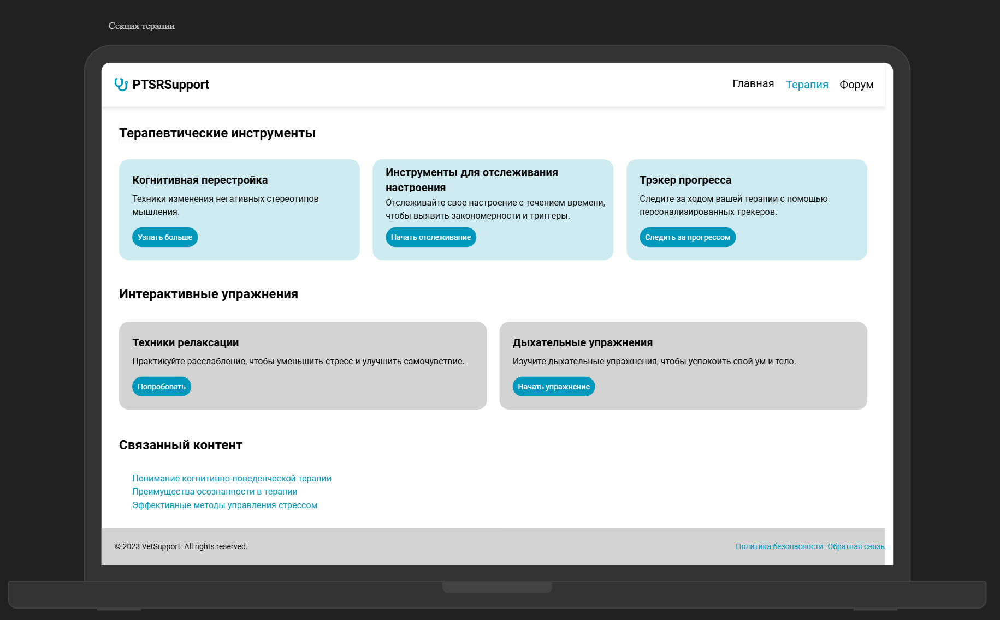 Секция терапии
PTSRSupport
Главная Терапия Форум
Терапевтические инструменты
Когнитивная перестройка
Техники изменения негативных стереотипов
мышления.
Узнать больше
Инструменты для отслеживания
настроения
Отслеживайте свое настроение с течением времени,
чтобы выявить закономерности и триггеры.
Начать отслеживание
Трэкер прогресса
Следите за ходом вашей терапии с помощью
персонализированных трекеров.
Следить за прогрессом
Интерактивные упражнения
Техники релаксации
Практикуйте расслабление, чтобы уменьшить стресс и улучшить самочувствие.
Попробовать
Дыхательные упражнения
Изучите дыхательные упражнения, чтобы успокоить свой ум и тело.
Начать упражнение
Связанный контент
Понимание когнитивно-поведенческой терапии
Преимущества осознанности в терапии
Эффективные методы управления стрессом
© 2023 VetSupport. All rights reserved.
Политика безопасности Обратная связь